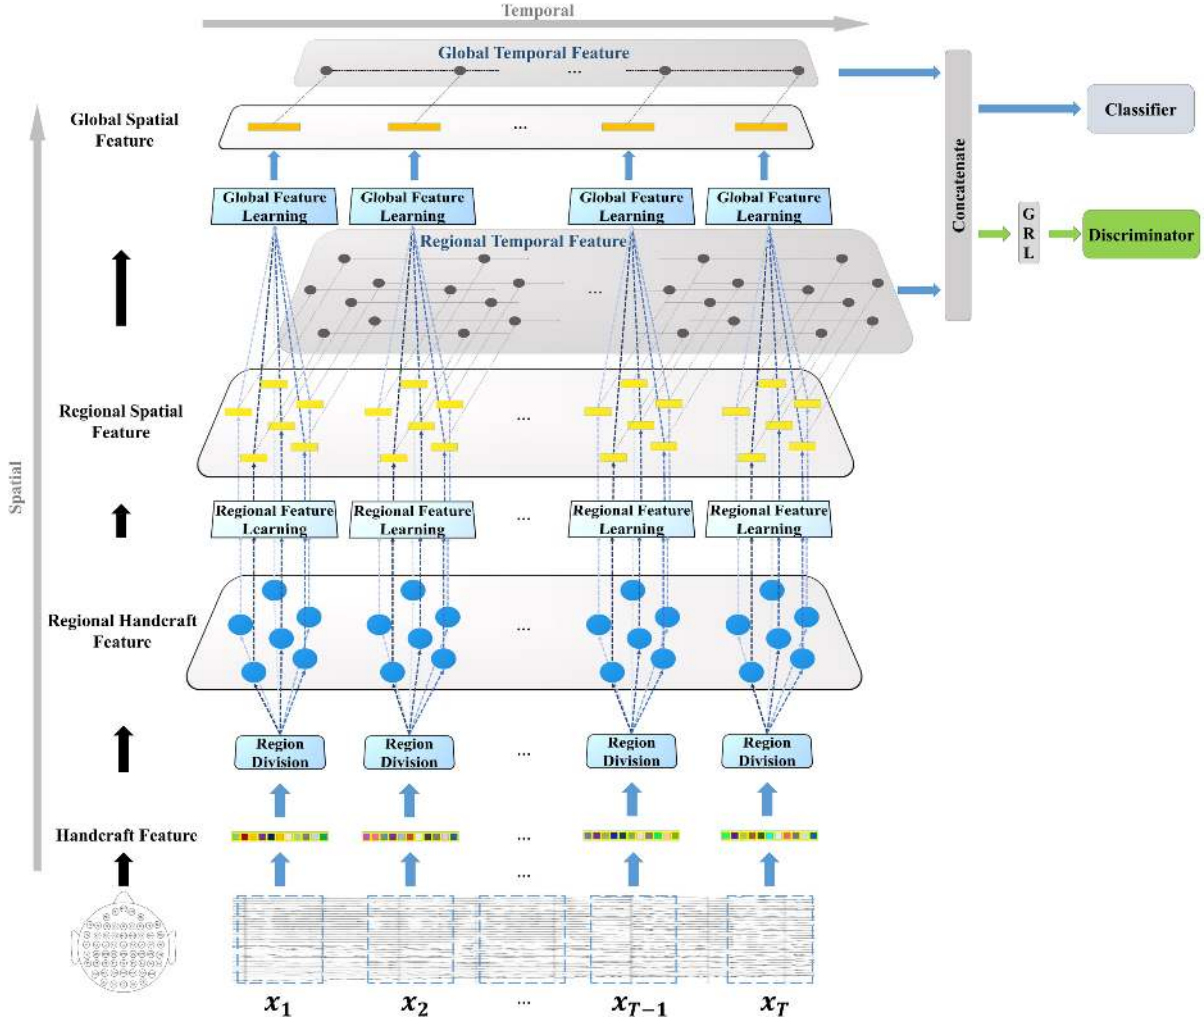 Temporal
Global Temporal Feature
...
Global Spatial
Feature
...
Classifier
Concatenate
Global Feature
Learning
Global Feature
Learning
Global Feature
Learning
Global Feature
Learning
G
R
L
Discriminator
Regional Temporal Feature
...
Spatial
Regional Spatial
Feature
...
Regional Feature
Learning
Regional Feature
Learning
...
Regional Feature
Learning
Regional Feature
Learning
Regional Handcraft
Feature
...
Region
Division
Region
Division
...
Region
Division
Region
Division
Handcraft Feature
...
...
x₁ x₂ ... x_{T−1} x_T